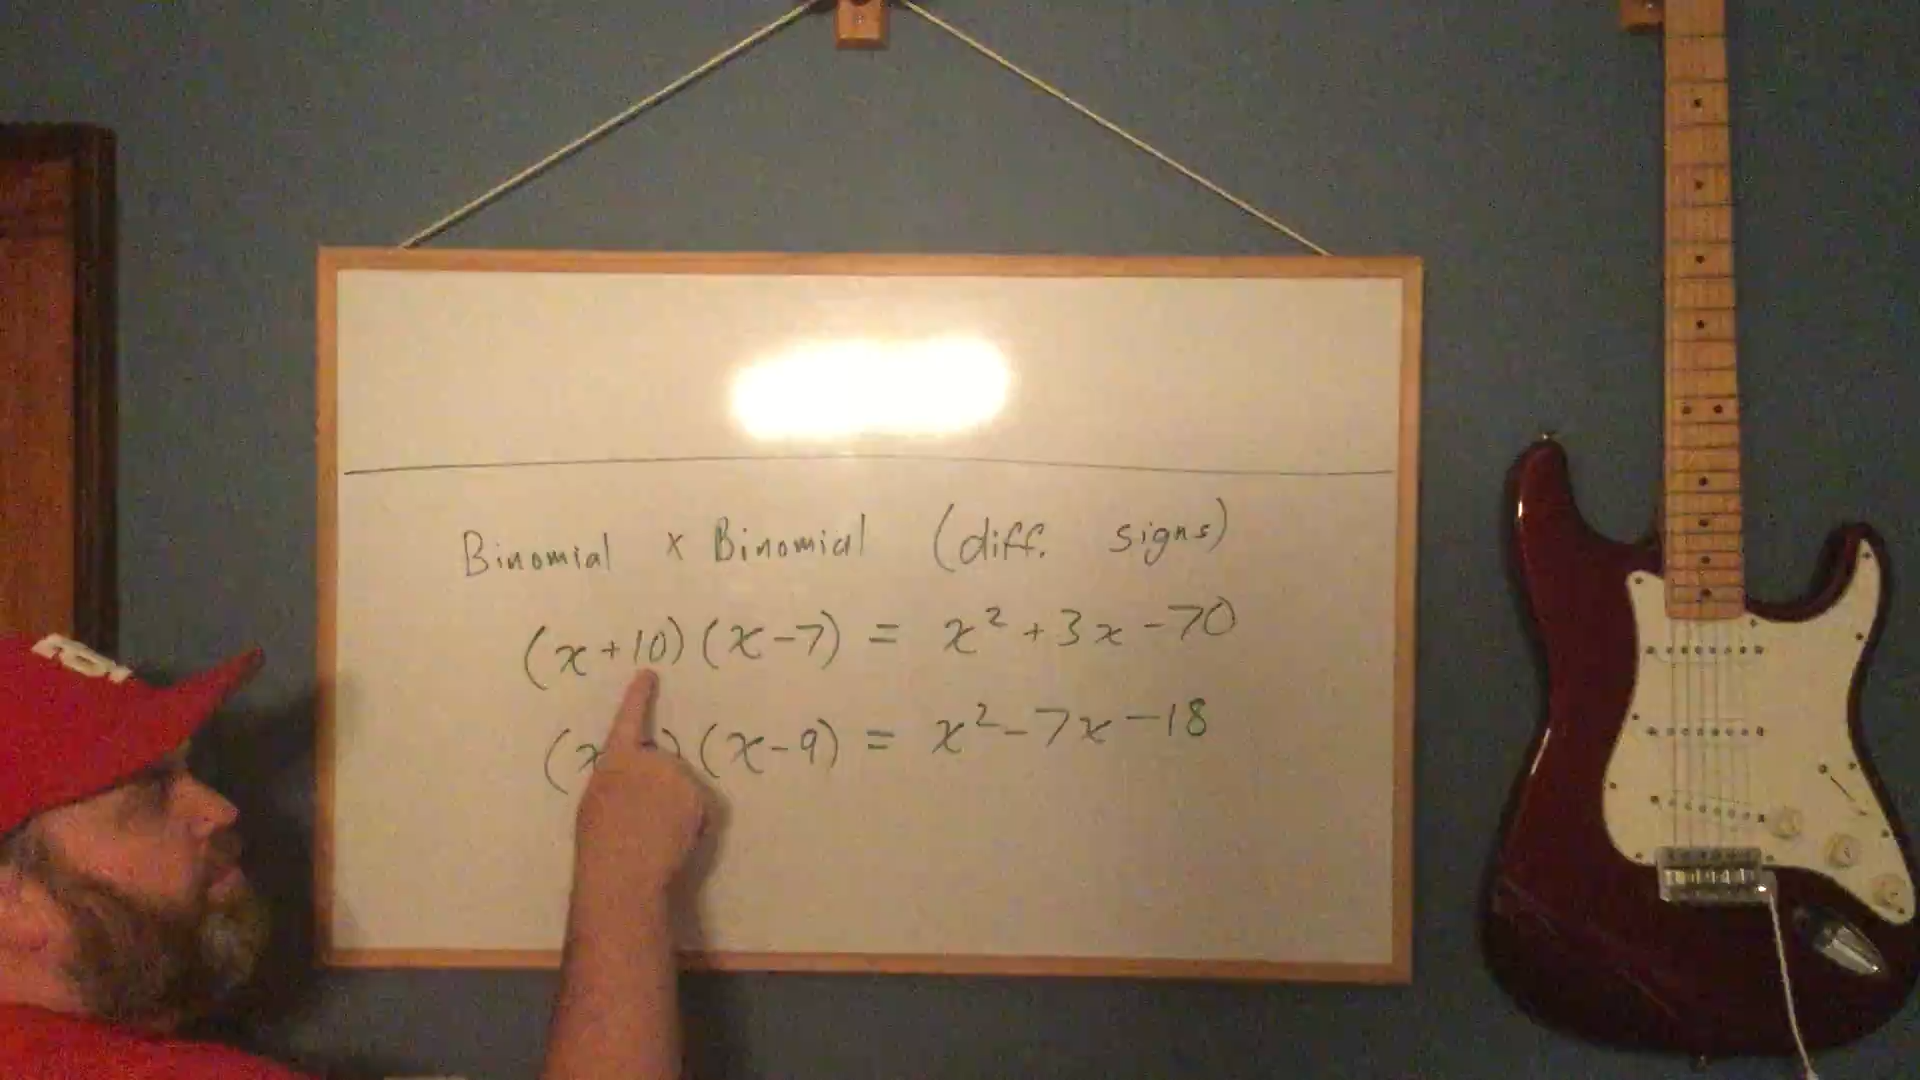 Binomial x Binomial (diff. signs)
(x+10)(x-7) = x²+3x-70
(x )(x-9) = x²-7x-18